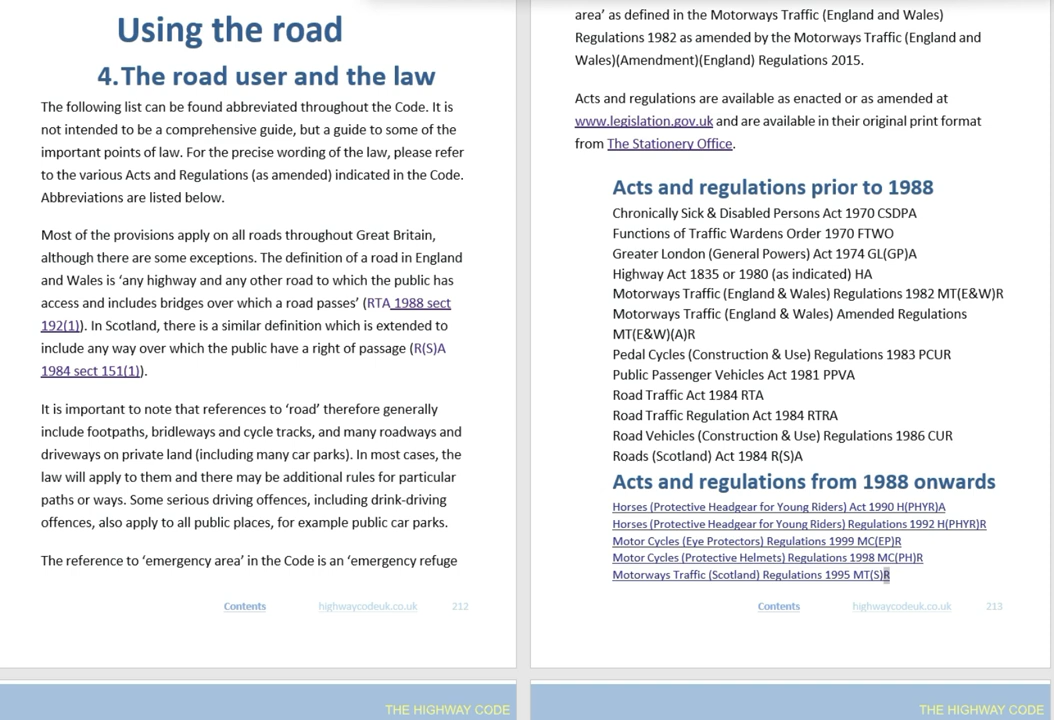 Using the road
4. The road user and the law
The following list can be found abbreviated throughout the Code. It is
not intended to be a comprehensive guide, but a guide to some of the
important points of law. For the precise wording of the law, please refer
to the various Acts and Regulations (as amended) indicated in the Code.
Abbreviations are listed below.
Most of the provisions apply on all roads throughout Great Britain,
although there are some exceptions. The definition of a road in England
and Wales is ‘any highway and any other road to which the public has
access and includes bridges over which a road passes’ (RTA 1988 sect
192(1)). In Scotland, there is a similar definition which is extended to
include any way over which the public have a right of passage (R(S)A
1984 sect 151(1)).
It is important to note that references to ‘road’ therefore generally
include footpaths, bridleways and cycle tracks, and many roadways and
driveways on private land (including many car parks). In most cases, the
law will apply to them and there may be additional rules for particular
paths or ways. Some serious driving offences, including drink-driving
offences, also apply to all public places, for example public car parks.
The reference to ‘emergency area’ in the Code is an ‘emergency refuge
Contents highwaycodeuk.co.uk 212
area’ as defined in the Motorways Traffic (England and Wales)
Regulations 1982 as amended by the Motorways Traffic (England and
Wales)(Amendment)(England) Regulations 2015.
Acts and regulations are available as enacted or as amended at
www.legislation.gov.uk and are available in their original print format
from The Stationery Office.
Acts and regulations prior to 1988
Chronically Sick & Disabled Persons Act 1970 CSDPA
Functions of Traffic Wardens Order 1970 FTWO
Greater London (General Powers) Act 1974 GL(GP)A
Highway Act 1835 or 1980 (as indicated) HA
Motorways Traffic (England & Wales) Regulations 1982 MT(E&W)R
Motorways Traffic (England & Wales) Amended Regulations
MT(E&W)(A)R
Pedal Cycles (Construction & Use) Regulations 1983 PCUR
Public Passenger Vehicles Act 1981 PPVA
Road Traffic Act 1984 RTA
Road Traffic Regulation Act 1984 RTRA
Road Vehicles (Construction & Use) Regulations 1986 CUR
Roads (Scotland) Act 1984 R(S)A
Acts and regulations from 1988 onwards
Horses (Protective Headgear for Young Riders) Act 1990 H(PHYR)A
Horses (Protective Headgear for Young Riders) Regulations 1992 H(PHYR)R
Motor Cycles (Eye Protectors) Regulations 1999 MC(EP)R
Motor Cycles (Protective Helmets) Regulations 1998 MC(PH)R
Motorways Traffic (Scotland) Regulations 1995 MT(S)R
Contents highwaycodeuk.co.uk 213
THE HIGHWAY CODE
THE HIGHWAY CODE